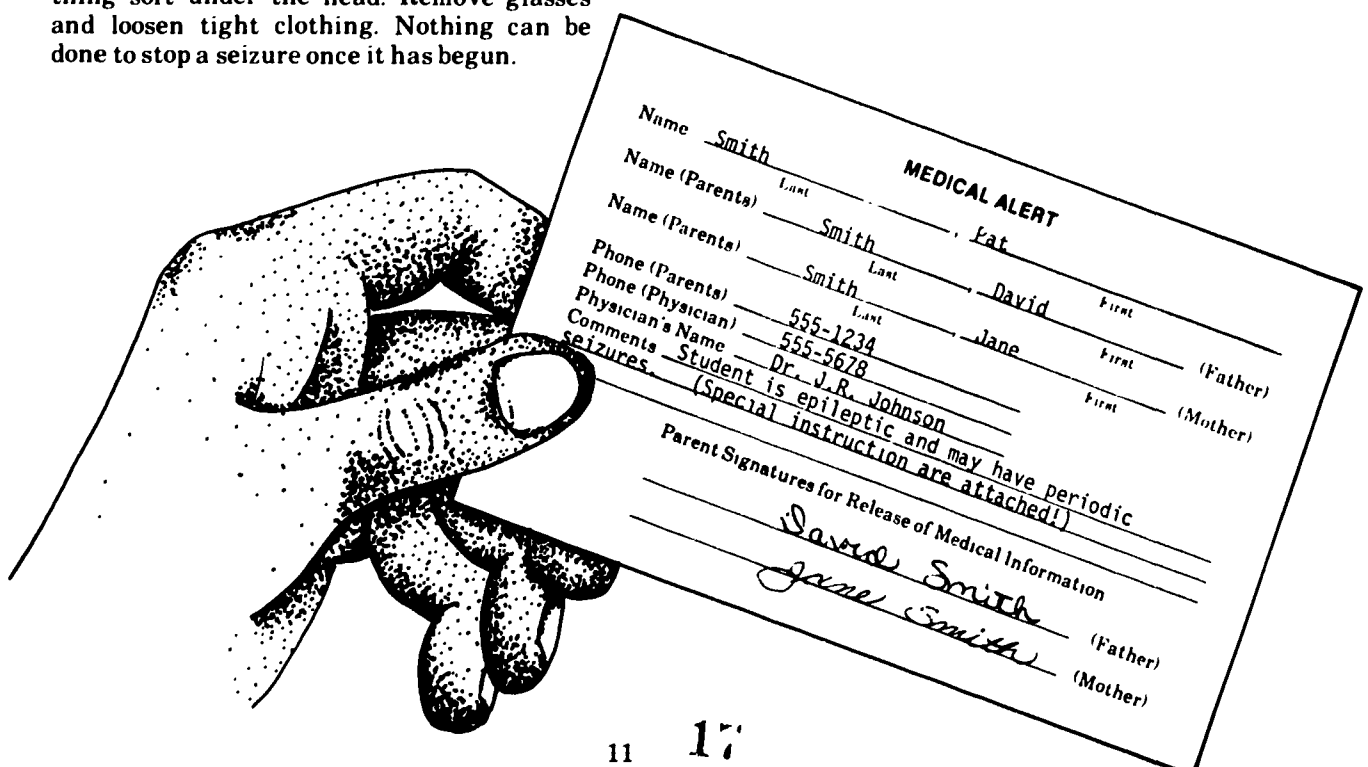 thing soft under the head. Remove glasses
and loosen tight clothing. Nothing can be
done to stop a seizure once it has begun.
MEDICAL ALERT
Name Smith, Pat
Last First
Name (Parents) Smith, David (Father)
Last First
Name (Parents) Smith, Jane (Mother)
Last First
Phone (Parents) 555-1234
Phone (Physician) 555-5678
Physician's Name Dr. J.R. Johnson
Comments Student is epileptic and may have periodic
seizures. (Special instruction are attached!)
Parent Signatures for Release of Medical Information
David Smith (Father)
Jane Smith (Mother)
11 17